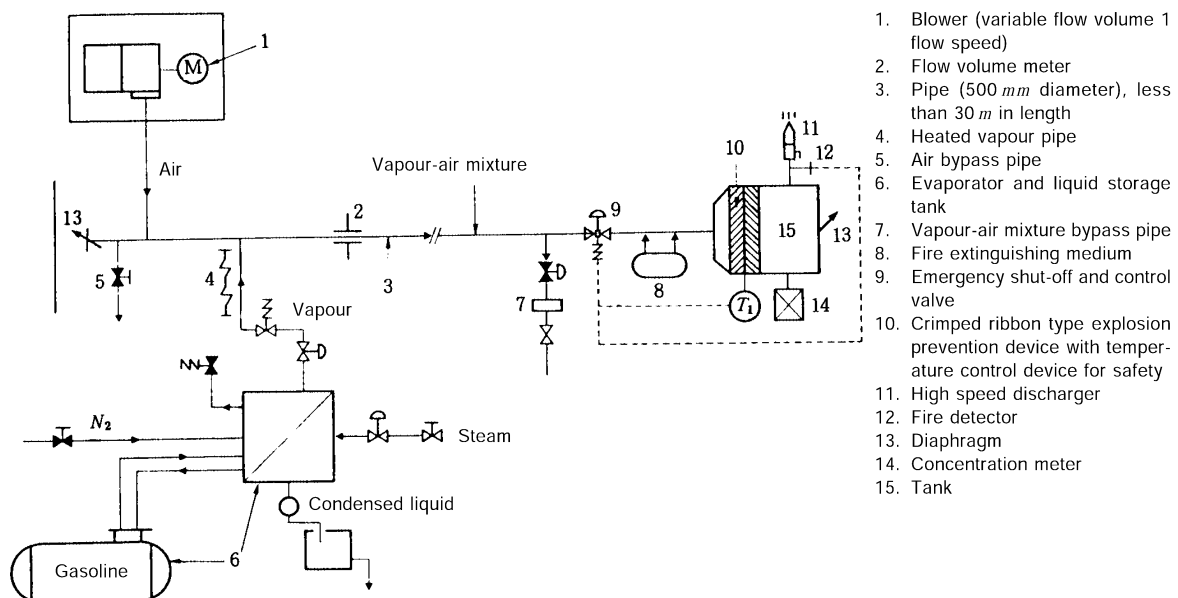 1
M
Air
Vapour-air mixture
13
2
5
4
3
Vapour
9
8
7
10
11
12
15
13
T₁
14
N₂
Steam
Condensed liquid
6
Gasoline
1. Blower (variable flow volume 1
flow speed)
2. Flow volume meter
3. Pipe (500 mm diameter), less
than 30 m in length
4. Heated vapour pipe
5. Air bypass pipe
6. Evaporator and liquid storage
tank
7. Vapour-air mixture bypass pipe
8. Fire extinguishing medium
9. Emergency shut-off and control
valve
10. Crimped ribbon type explosion
prevention device with temper-
ature control device for safety
11. High speed discharger
12. Fire detector
13. Diaphragm
14. Concentration meter
15. Tank